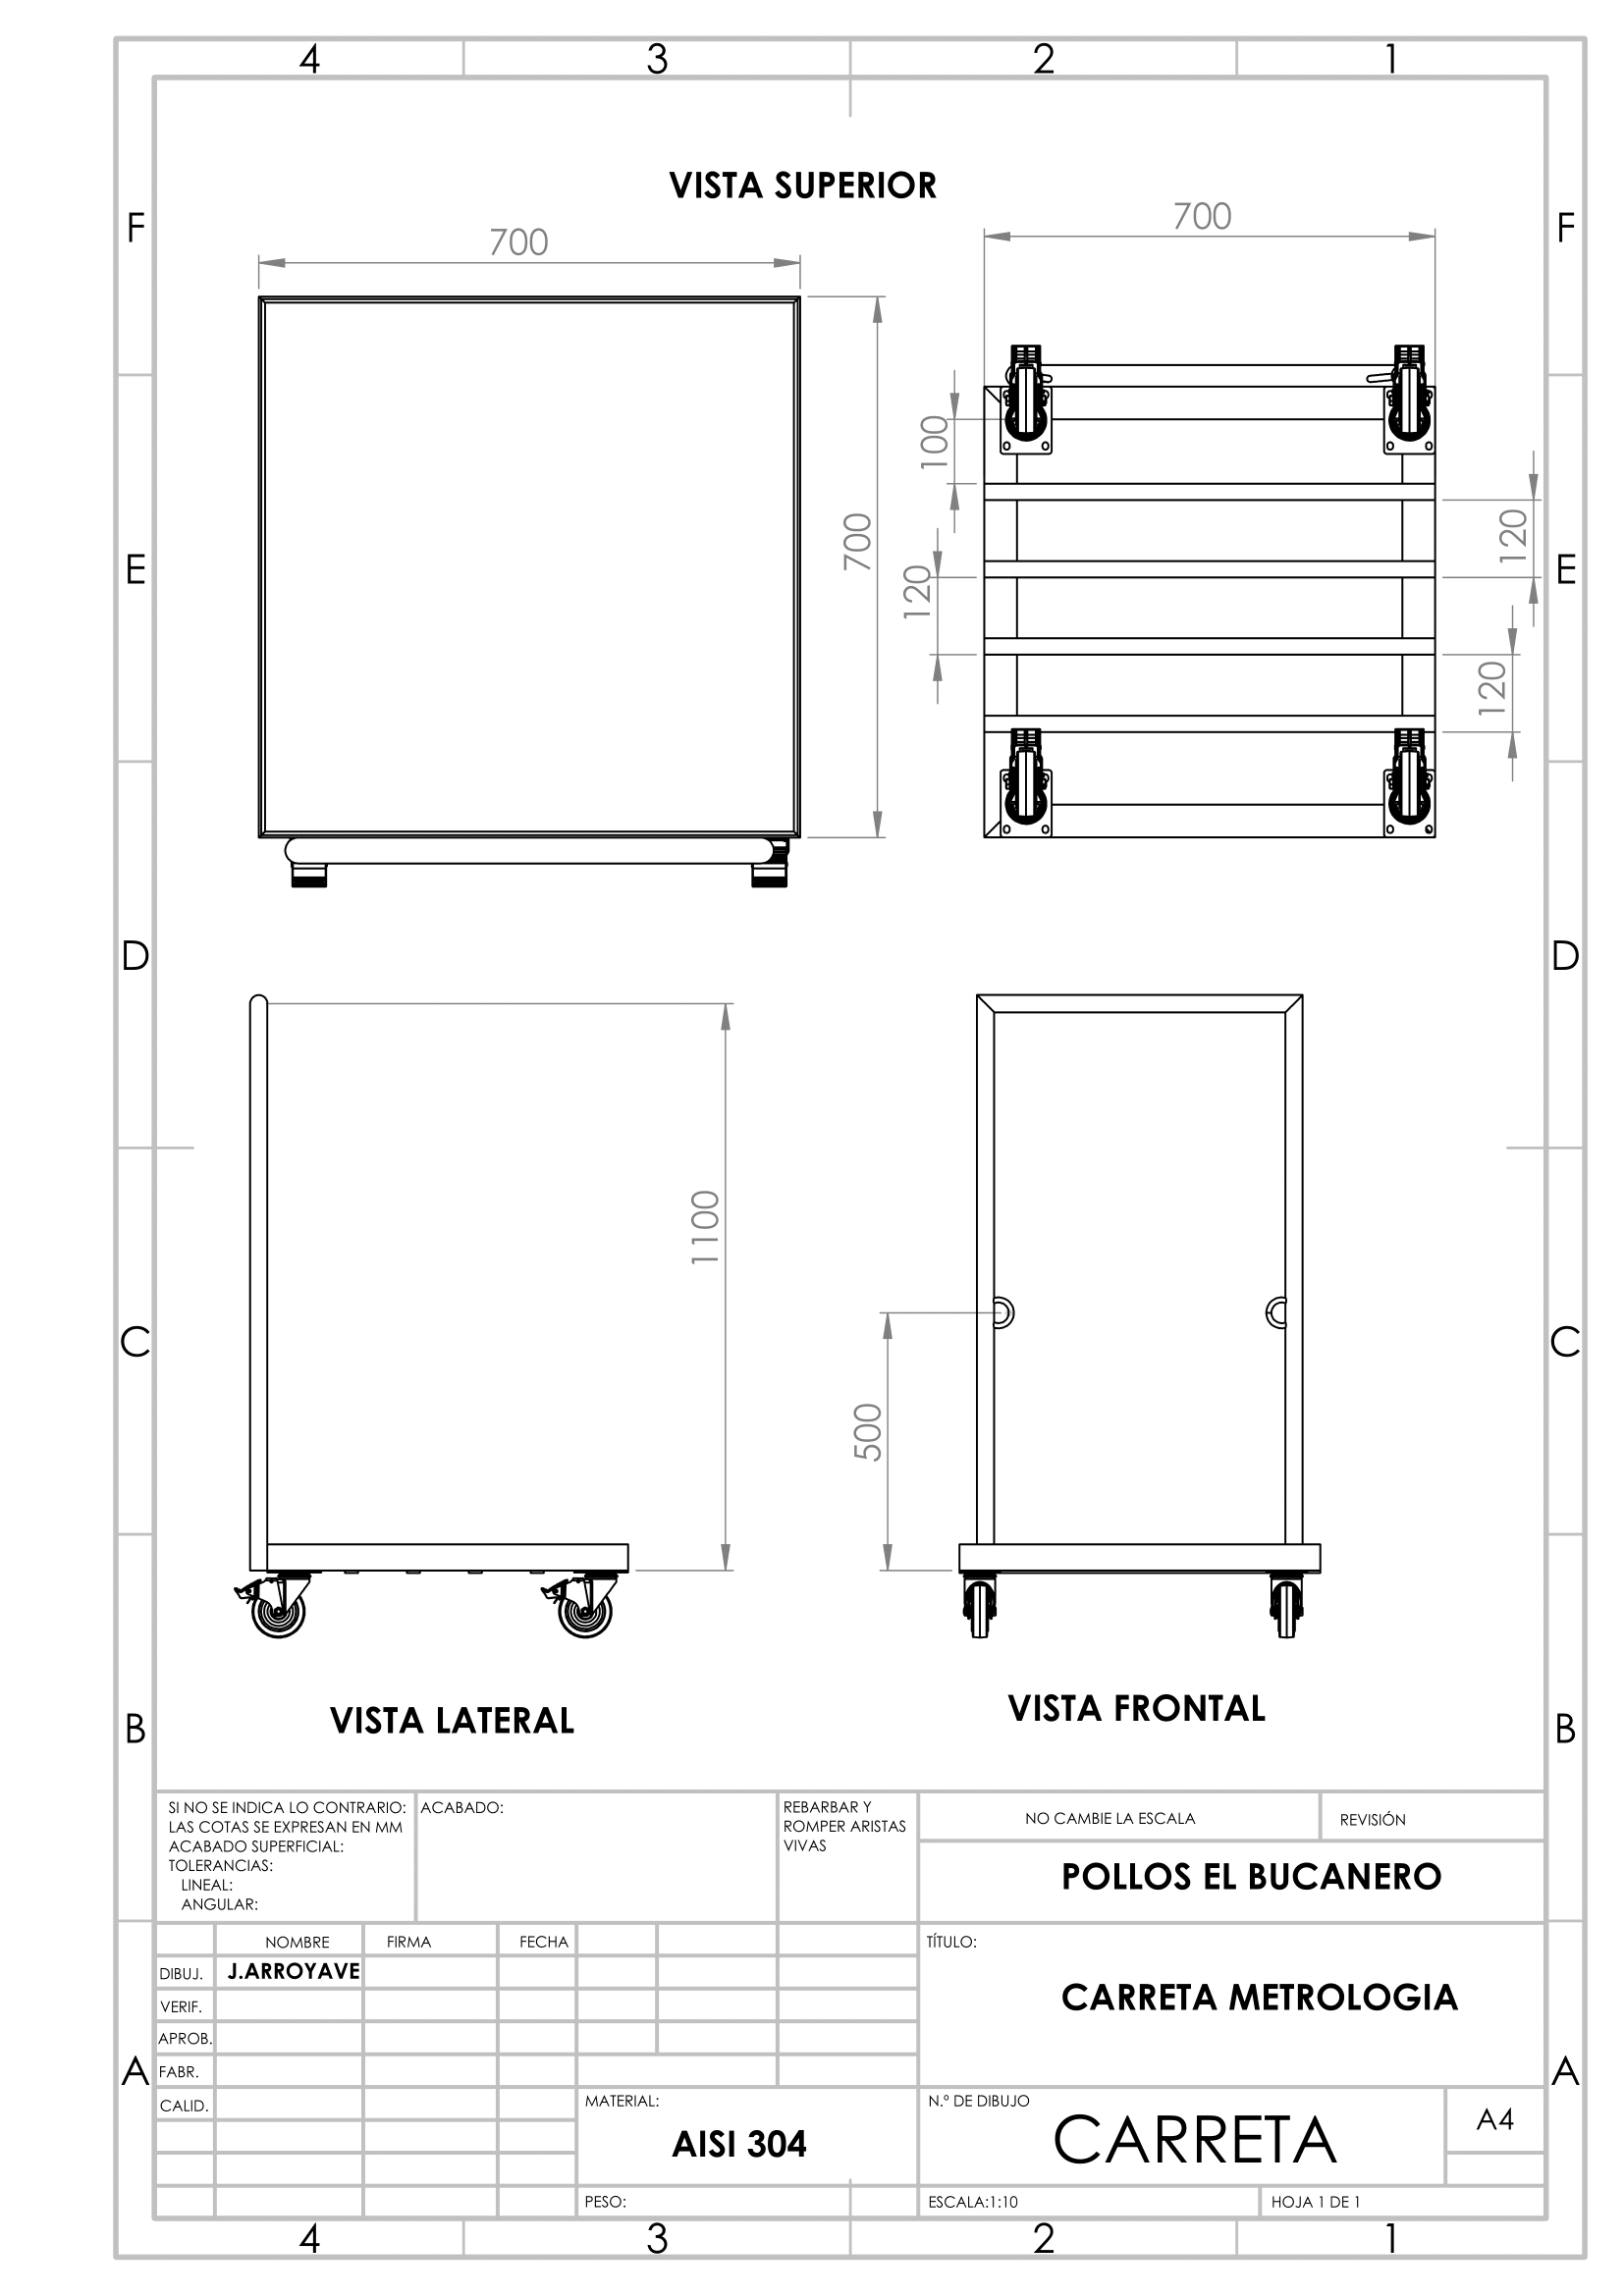 4 3 2 1
VISTA SUPERIOR
F F
700 700
100
700 120
E E
120
120
D D
1100
C C
500
VISTA LATERAL VISTA FRONTAL
B B
SI NO SE INDICA LO CONTRARIO:
LAS COTAS SE EXPRESAN EN MM
ACABADO SUPERFICIAL:
TOLERANCIAS:
LINEAL:
ANGULAR:
ACABADO:
REBARBAR Y
ROMPER ARISTAS
VIVAS
NO CAMBIE LA ESCALA
REVISIÓN
POLLOS EL BUCANERO
NOMBRE FIRMA FECHA
DIBUJ. J.ARROYAVE
VERIF.
APROB.
FABR.
CALID.
TÍTULO:
CARRETA METROLOGIA
A A
MATERIAL:
AISI 304
N.º DE DIBUJO
CARRETA
A4
PESO:
ESCALA:1:10
HOJA 1 DE 1
4 3 2 1